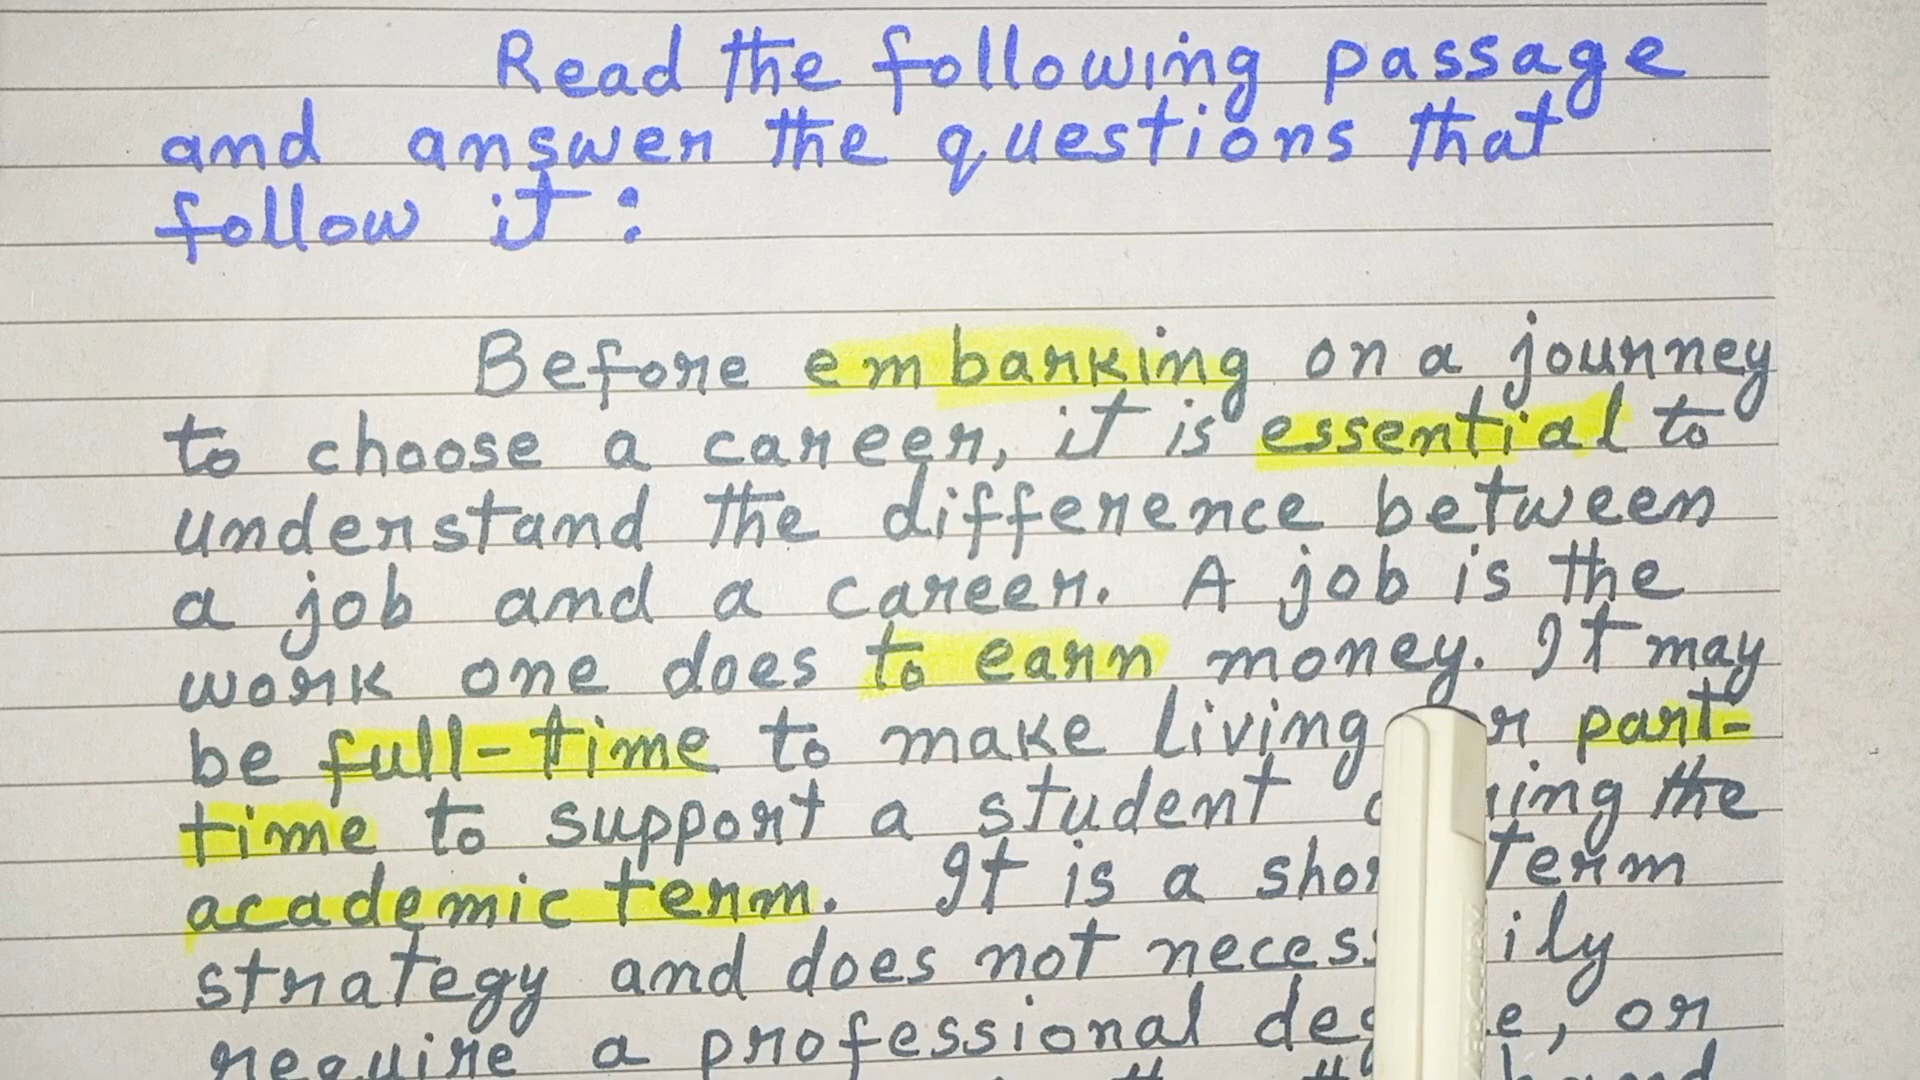 Read the following passage
and answer the questions that
follow it :
Before embarking on a journey
to choose a career, it is essential to
understand the difference between
a job and a career. A job is the
work one does to earn money. It may
be full-time to make living part-
time to support a student the
academic term. It is a term
strategy and does not
require a professional or